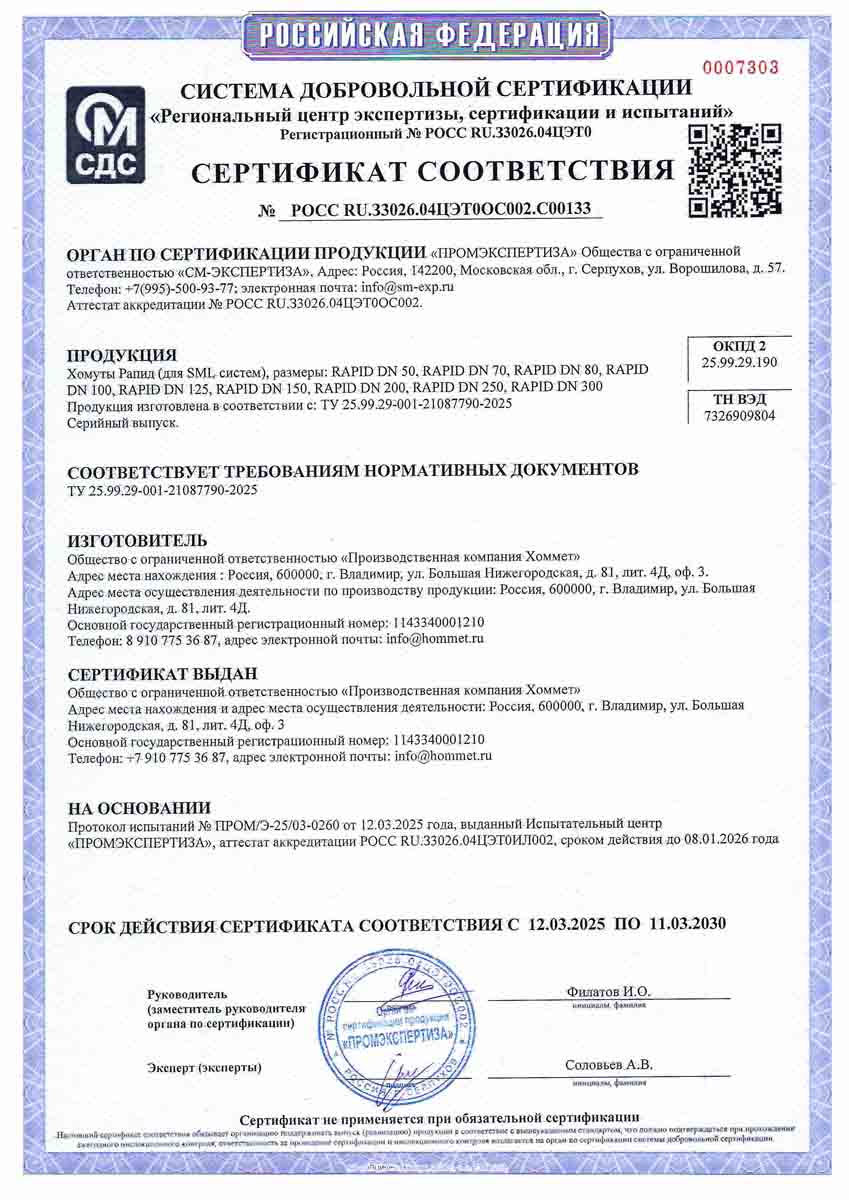 РОССИЙСКАЯ ФЕДЕРАЦИЯ
0007303
СИСТЕМА ДОБРОВОЛЬНОЙ СЕРТИФИКАЦИИ
«Региональный центр экспертизы, сертификации и испытаний»
Регистрационный № РОСС RU.З3026.04ЦЭТ0
СМ
СДС
СЕРТИФИКАТ СООТВЕТСТВИЯ
№ РОСС RU.З3026.04ЦЭТ0ОС002.С00133
ОРГАН ПО СЕРТИФИКАЦИИ ПРОДУКЦИИ «ПРОМЭКСПЕРТИЗА» Общества с ограниченной
ответственностью «СМ-ЭКСПЕРТИЗА», Адрес: Россия, 142200, Московская обл., г. Серпухов, ул. Ворошилова, д. 57.
Телефон: +7(995)-500-93-77; электронная почта: info@sm-exp.ru
Аттестат аккредитации № РОСС RU.З3026.04ЦЭТ0ОС002.
ПРОДУКЦИЯ
Хомуты Рапид (для SML систем), размеры: RAPID DN 50, RAPID DN 70, RAPID DN 80, RAPID
DN 100, RAPID DN 125, RAPID DN 150, RAPID DN 200, RAPID DN 250, RAPID DN 300
Продукция изготовлена в соответствии с: ТУ 25.99.29-001-21087790-2025
Серийный выпуск.
ОКПД 2
25.99.29.190
ТН ВЭД
7326909804
СООТВЕТСТВУЕТ ТРЕБОВАНИЯМ НОРМАТИВНЫХ ДОКУМЕНТОВ
ТУ 25.99.29-001-21087790-2025
ИЗГОТОВИТЕЛЬ
Общество с ограниченной ответственностью «Производственная компания Хоммет»
Адрес места нахождения : Россия, 600000, г. Владимир, ул. Большая Нижегородская, д. 81, лит. 4Д, оф. 3.
Адрес места осуществления деятельности по производству продукции: Россия, 600000, г. Владимир, ул. Большая
Нижегородская, д. 81, лит. 4Д.
Основной государственный регистрационный номер: 1143340001210
Телефон: 8 910 775 36 87, адрес электронной почты: info@hommet.ru
СЕРТИФИКАТ ВЫДАН
Общество с ограниченной ответственностью «Производственная компания Хоммет»
Адрес места нахождения и адрес места осуществления деятельности: Россия, 600000, г. Владимир, ул. Большая
Нижегородская, д. 81, лит. 4Д, оф. 3
Основной государственный регистрационный номер: 1143340001210
Телефон: +7 910 775 36 87, адрес электронной почты: info@hommet.ru
НА ОСНОВАНИИ
Протокол испытаний № ПРОМ/Э-25/03-0260 от 12.03.2025 года, выданный Испытательный центр
«ПРОМЭКСПЕРТИЗА», аттестат аккредитации РОСС RU.З3026.04ЦЭТ0ИЛ002, сроком действия до 08.01.2026 года
СРОК ДЕЙСТВИЯ СЕРТИФИКАТА СООТВЕТСТВИЯ С 12.03.2025 ПО 11.03.2030
Руководитель
(заместитель руководителя
органа по сертификации)
Филатов И.О.
инициалы, фамилия
Орган по
сертификации продукции
«ПРОМЭКСПЕРТИЗА»
РОССИЯ СЕРПУХОВ
Эксперт (эксперты)
подпись
Соловьев А.В.
инициалы, фамилия
Сертификат не применяется при обязательной сертификации
Настоящий сертификат соответствия обязывает организацию поддерживать выпуск (реализацию) продукции в соответствие с вышеуказанным стандартом, что должно подтверждаться при прохождении
ежегодного инспекционного контроля, ответственность за проведение сертификации и инспекционного контроля возлагается на орган по сертификации системы добровольной сертификации.